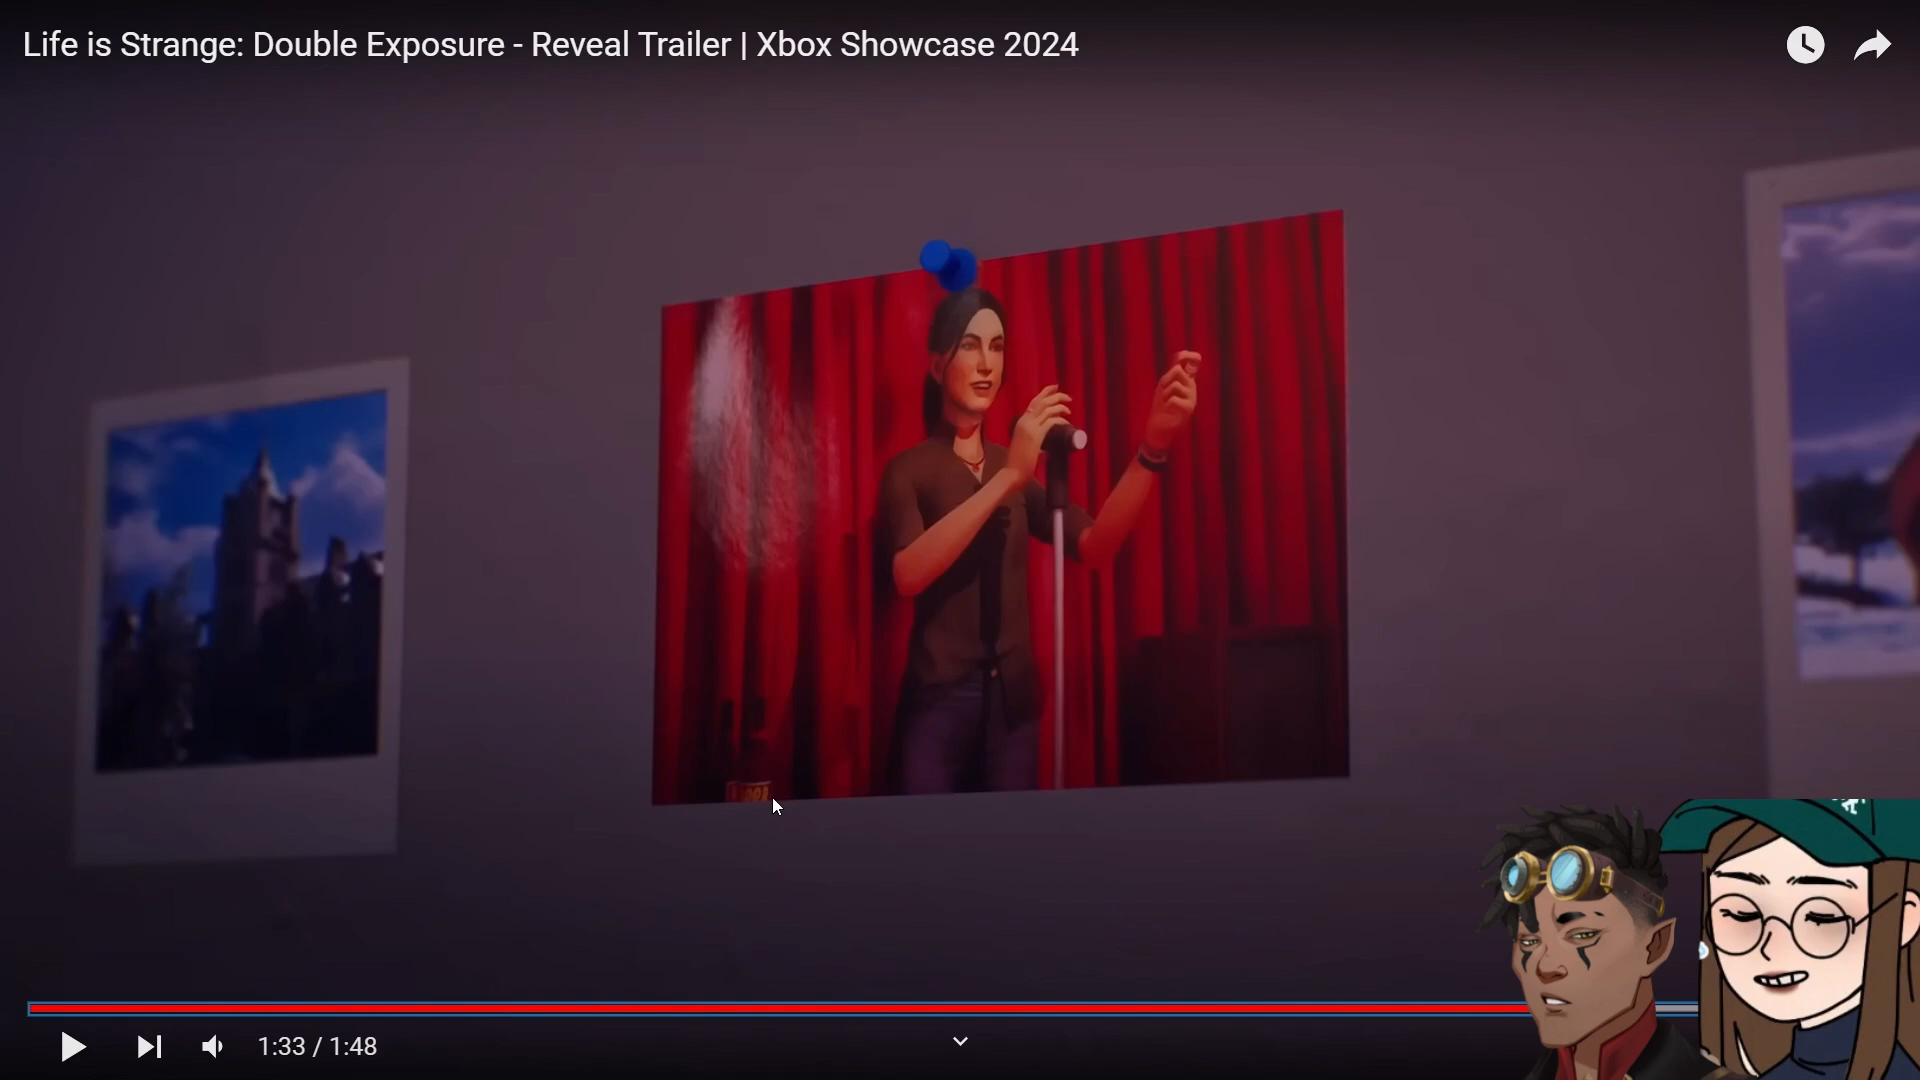 Life is Strange: Double Exposure - Reveal Trailer | Xbox Showcase 2024
1:33 / 1:48